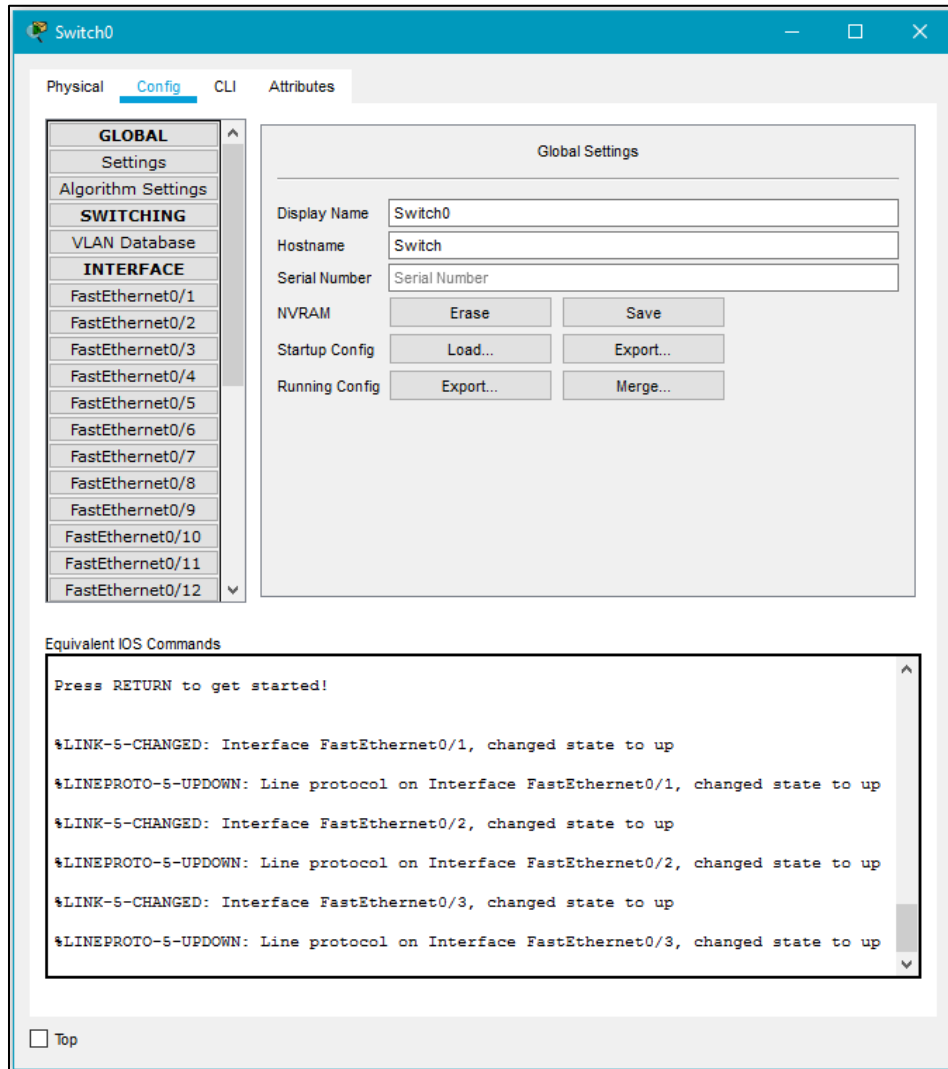 Switch0
Physical Config CLI Attributes
GLOBAL
Settings
Algorithm Settings
SWITCHING
VLAN Database
INTERFACE
FastEthernet0/1
FastEthernet0/2
FastEthernet0/3
FastEthernet0/4
FastEthernet0/5
FastEthernet0/6
FastEthernet0/7
FastEthernet0/8
FastEthernet0/9
FastEthernet0/10
FastEthernet0/11
FastEthernet0/12
Global Settings
Display Name Switch0
Hostname Switch
Serial Number Serial Number
NVRAM Erase Save
Startup Config Load... Export...
Running Config Export... Merge...
Equivalent IOS Commands
Press RETURN to get started!
%LINK-5-CHANGED: Interface FastEthernet0/1, changed state to up
%LINEPROTO-5-UPDOWN: Line protocol on Interface FastEthernet0/1, changed state to up
%LINK-5-CHANGED: Interface FastEthernet0/2, changed state to up
%LINEPROTO-5-UPDOWN: Line protocol on Interface FastEthernet0/2, changed state to up
%LINK-5-CHANGED: Interface FastEthernet0/3, changed state to up
%LINEPROTO-5-UPDOWN: Line protocol on Interface FastEthernet0/3, changed state to up
Top